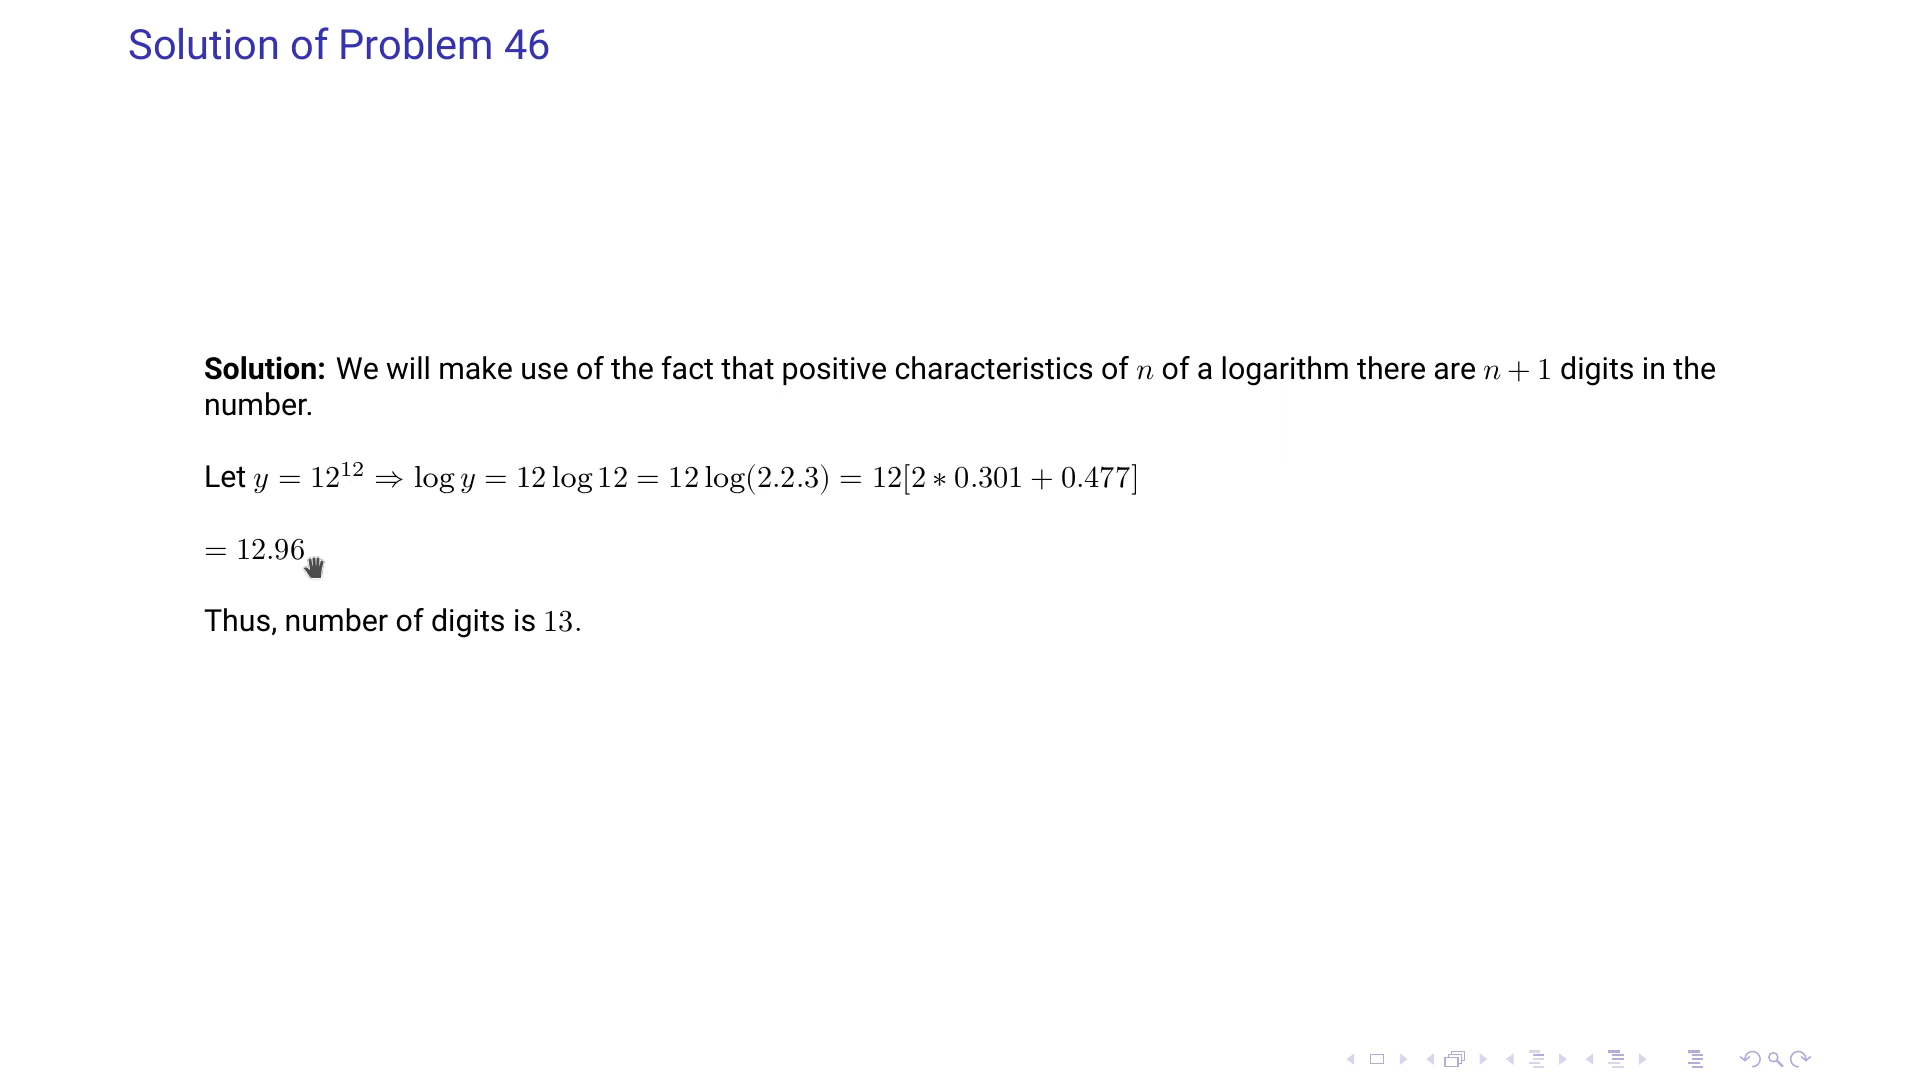 Solution of Problem 46
Solution: We will make use of the fact that positive characteristics of n of a logarithm there are n + 1 digits in the
number.
Let y = 12^12 ⇒ log y = 12 log 12 = 12 log(2.2.3) = 12[2 ∗ 0.301 + 0.477]
= 12.96
Thus, number of digits is 13.